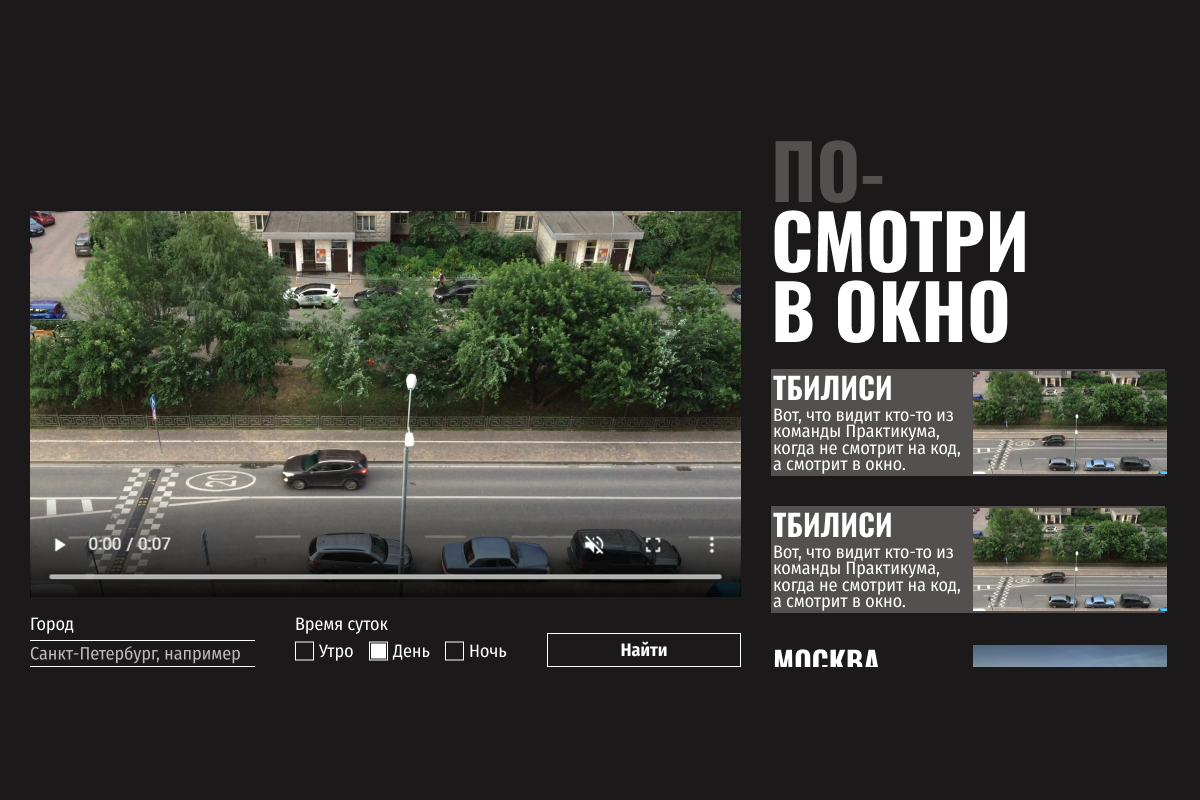 ПО-
СМОТРИ
В ОКНО
20
0:00 / 0:07
Город
Санкт-Петербург, например
Время суток
Утро
День
Ночь
Найти
ТБИЛИСИ
Вот, что видит кто-то из
команды Практикума,
когда не смотрит на код,
а смотрит в окно.
ТБИЛИСИ
Вот, что видит кто-то из
команды Практикума,
когда не смотрит на код,
а смотрит в окно.
МОСКВА